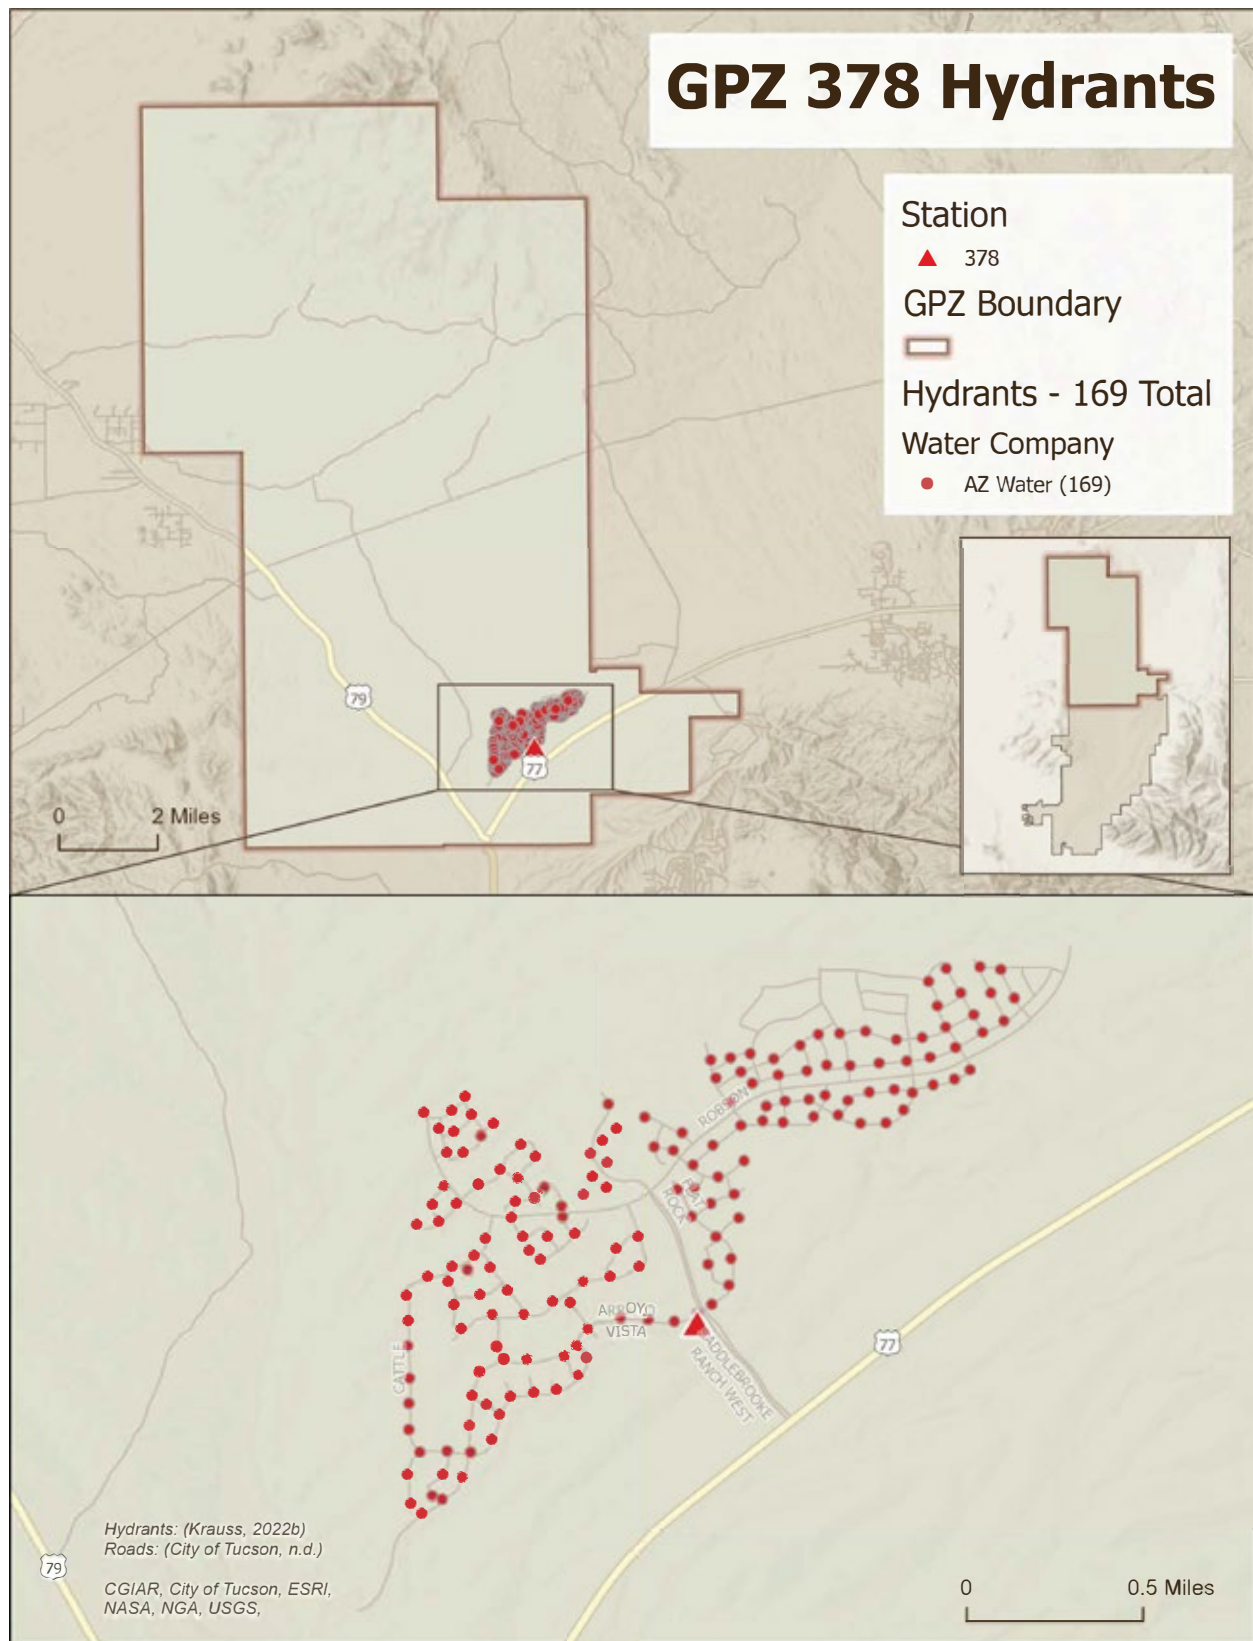 GPZ 378 Hydrants
Station
378
GPZ Boundary
Hydrants - 169 Total
Water Company
AZ Water (169)
79
77
0 2 Miles
ROBSON
FLAT
ROCK
ARROYO
VISTA
CATTLE
SADDLEBROOKE
RANCH WEST
77
79
Hydrants: (Krauss, 2022b)
Roads: (City of Tucson, n.d.)
CGIAR, City of Tucson, ESRI,
NASA, NGA, USGS,
0 0.5 Miles